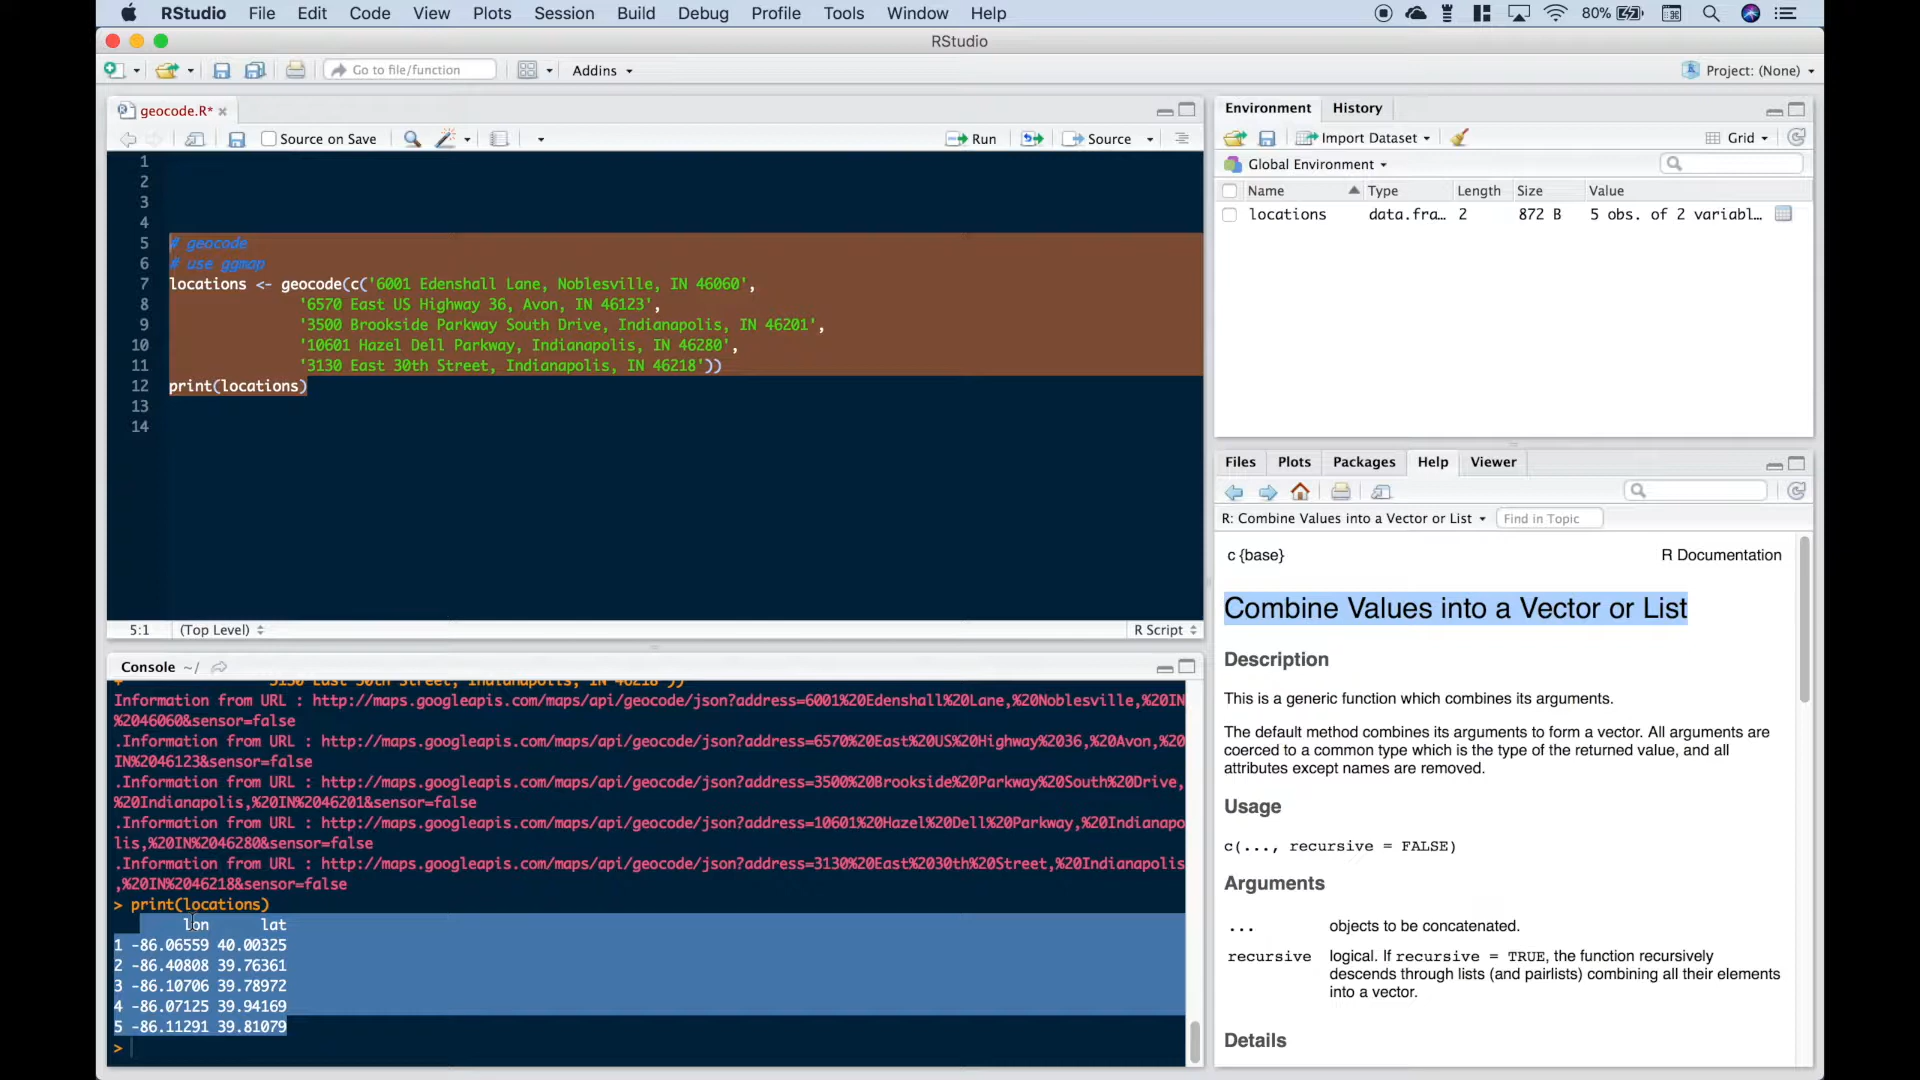 RStudio File Edit Code View Plots Session Build Debug Profile Tools Window Help 80%
RStudio
Go to file/function Addins Project: (None)
geocode.R*
Source on Save Run Source
1
2
3
4
5 # geocode
6 # use ggmap
7 locations <- geocode(c('6001 Edenshall Lane, Noblesville, IN 46060',
8 '6570 East US Highway 36, Avon, IN 46123',
9 '3500 Brookside Parkway South Drive, Indianapolis, IN 46201',
10 '10601 Hazel Dell Parkway, Indianapolis, IN 46280',
11 '3130 East 30th Street, Indianapolis, IN 46218'))
12 print(locations)
13
14
5:1 (Top Level) R Script
Console ~/
+ '3130 East 30th Street, Indianapolis, IN 46218'))
Information from URL : http://maps.googleapis.com/maps/api/geocode/json?address=6001%20Edenshall%20Lane,%20Noblesville,%20IN
%2046060&sensor=false
.Information from URL : http://maps.googleapis.com/maps/api/geocode/json?address=6570%20East%20US%20Highway%2036,%20Avon,%20
IN%2046123&sensor=false
.Information from URL : http://maps.googleapis.com/maps/api/geocode/json?address=3500%20Brookside%20Parkway%20South%20Drive,
%20Indianapolis,%20IN%2046201&sensor=false
.Information from URL : http://maps.googleapis.com/maps/api/geocode/json?address=10601%20Hazel%20Dell%20Parkway,%20Indianapo
lis,%20IN%2046280&sensor=false
.Information from URL : http://maps.googleapis.com/maps/api/geocode/json?address=3130%20East%2030th%20Street,%20Indianapolis
,%20IN%2046218&sensor=false
> print(locations)
lon lat
1 -86.06559 40.00325
2 -86.40808 39.76361
3 -86.10706 39.78972
4 -86.07125 39.94169
5 -86.11291 39.81079
>
Environment History
Import Dataset Grid
Global Environment
Name Type Length Size Value
locations data.fra… 2 872 B 5 obs. of 2 variabl…
Files Plots Packages Help Viewer
R: Combine Values into a Vector or List Find in Topic
c {base} R Documentation
Combine Values into a Vector or List
Description
This is a generic function which combines its arguments.
The default method combines its arguments to form a vector. All arguments are
coerced to a common type which is the type of the returned value, and all
attributes except names are removed.
Usage
c(..., recursive = FALSE)
Arguments
... objects to be concatenated.
recursive logical. If recursive = TRUE, the function recursively
descends through lists (and pairlists) combining all their elements
into a vector.
Details